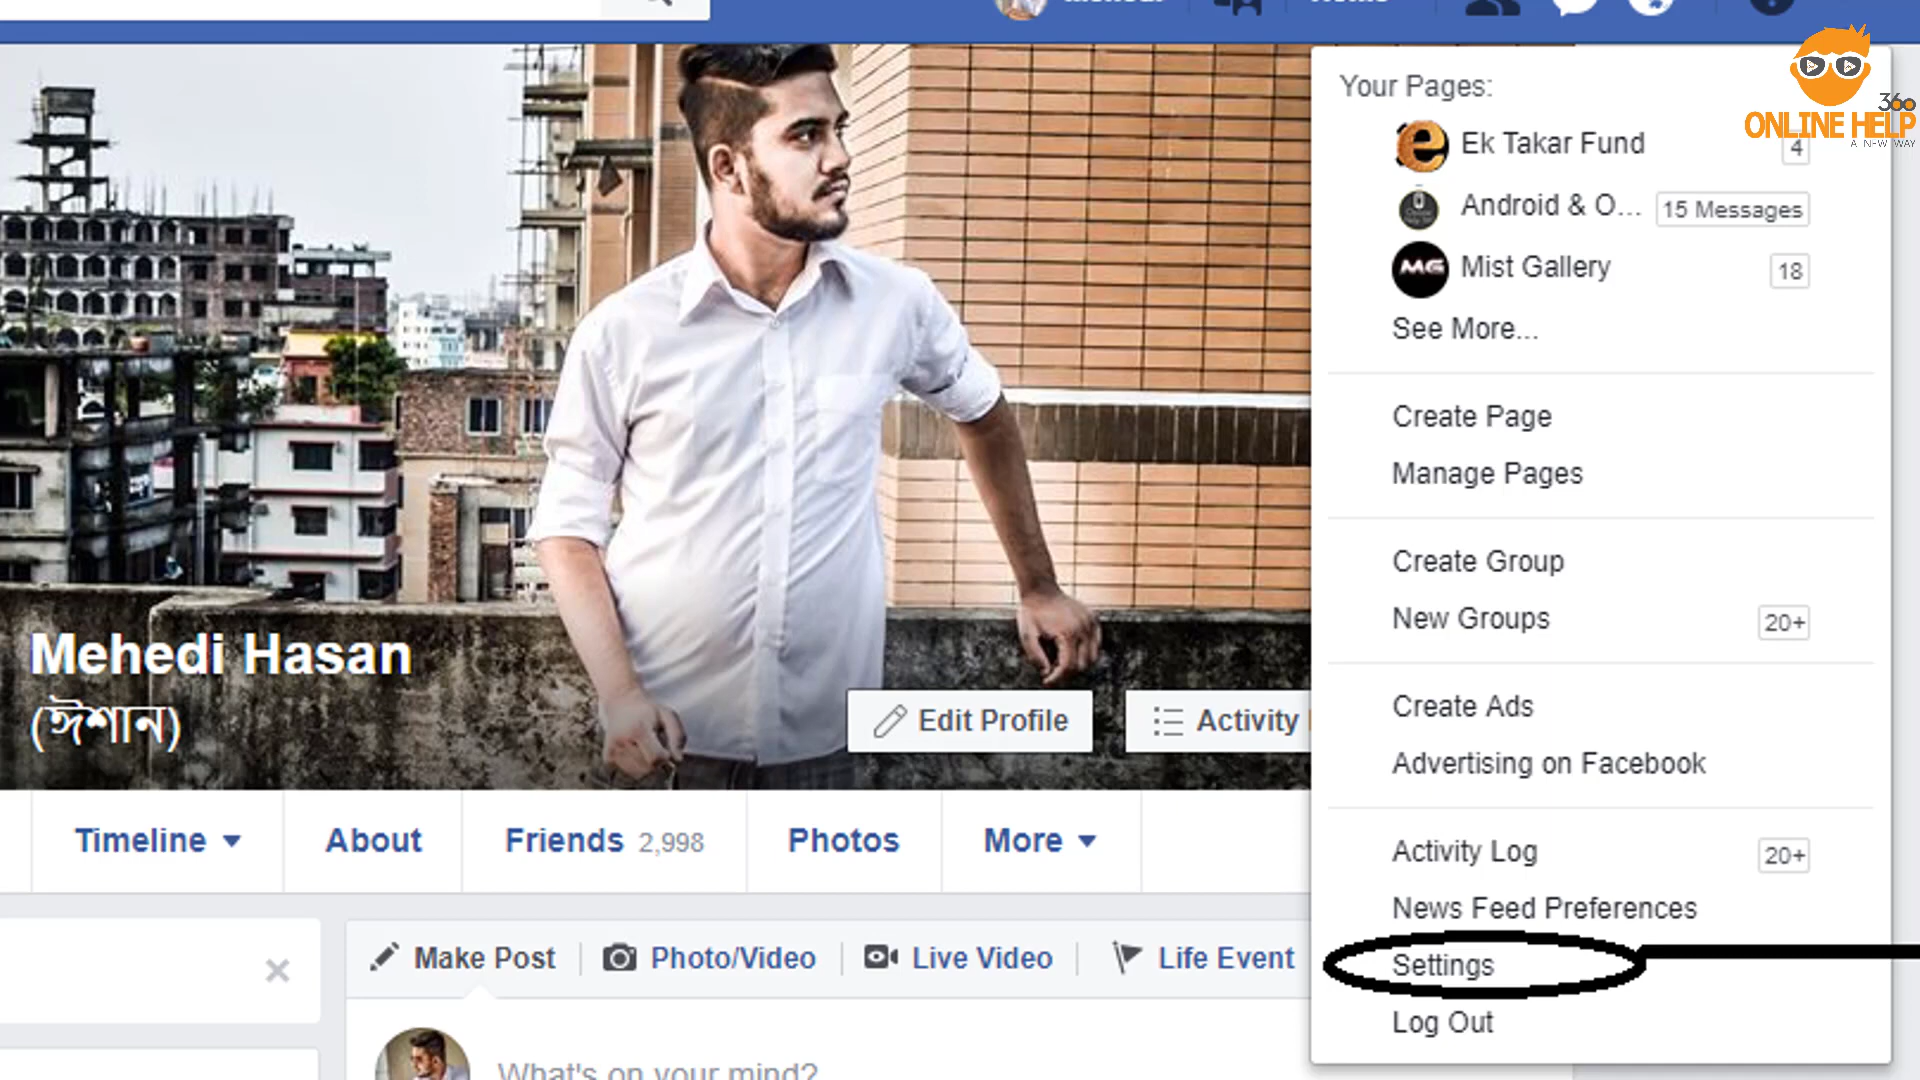 Your Pages:
360
ONLINE HELP
A NEW WAY
Ek Takar Fund
4
Android & O...
15 Messages
Mist Gallery
18
See More...
Create Page
Manage Pages
Create Group
New Groups
20+
Create Ads
Advertising on Facebook
Activity Log
20+
News Feed Preferences
Settings
Log Out
Mehedi Hasan
(ঈশান)
Edit Profile
Activity
Timeline
About
Friends 2,998
Photos
More
Make Post
Photo/Video
Live Video
Life Event
What's on your mind?